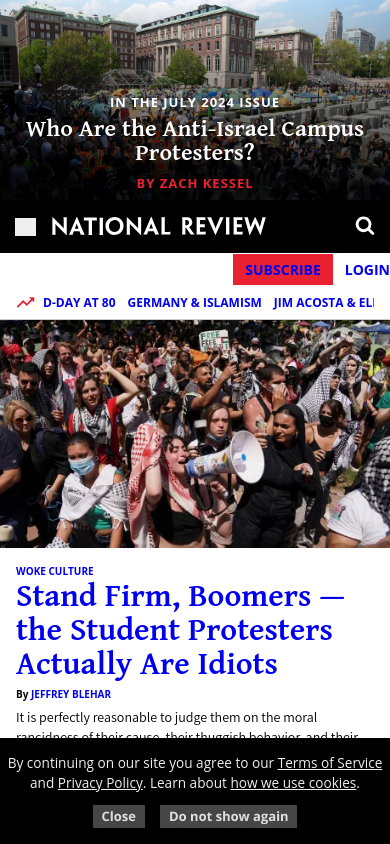 IN THE JULY 2024 ISSUE
Who Are the Anti-Israel Campus
Protesters?
BY ZACH KESSEL
NATIONAL REVIEW
SUBSCRIBE LOGIN
D-DAY AT 80 GERMANY & ISLAMISM JIM ACOSTA &
FREE
Stand Firm, Boomers —
the Student Protesters
Actually Are Idiots
WOKE CULTURE
By JEFFREY BLEHAR
It is perfectly reasonable to judge them on the moral
rancidness of their cause, their thuggish behavior, and their
By continuing on our site you agree to our Terms of Service
and Privacy Policy. Learn about how we use cookies.
Close Do not show again